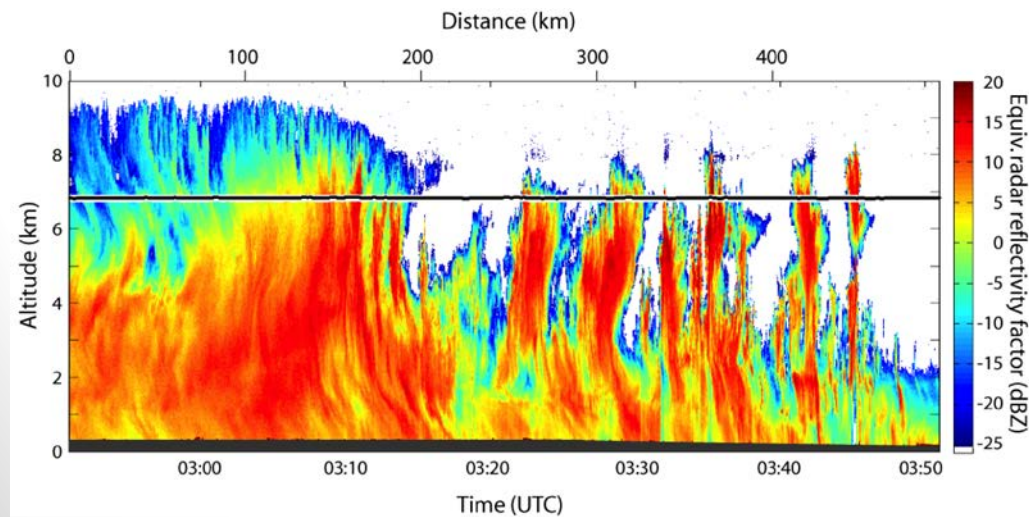 Distance (km)
0 100 200 300 400
10
8
6
4
2
0
Altitude (km)
03:00 03:10 03:20 03:30 03:40 03:50
Time (UTC)
20
15
10
5
0
-5
-10
-15
-20
-25
Equiv. radar reflectivity factor (dBZ)